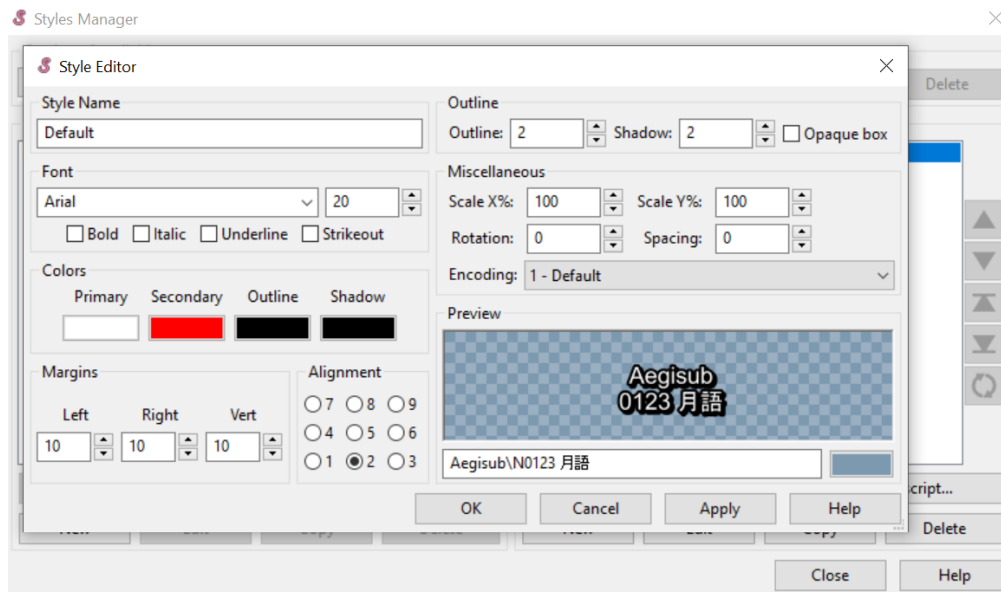 Styles Manager
Style Editor
Style Name
Default
Font
Arial
20
Bold Italic Underline Strikeout
Colors
Primary Secondary Outline Shadow
Margins
Left Right Vert
10 10 10
Alignment
7 8 9
4 5 6
1 2 3
Outline
Outline: 2 Shadow: 2 Opaque box
Miscellaneous
Scale X%: 100 Scale Y%: 100
Rotation: 0 Spacing: 0
Encoding: 1 - Default
Preview
Aegisub
0123 月語
Aegisub\N0123 月語
OK Cancel Apply Help
Delete
cript...
Delete
Close Help